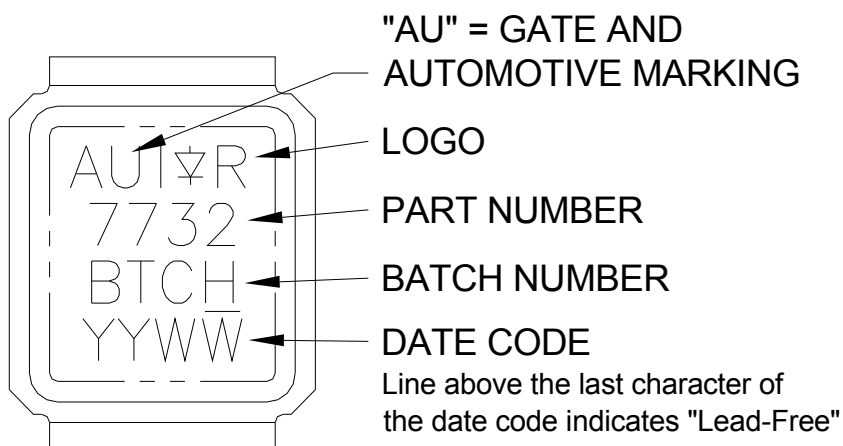 "AU" = GATE AND
AUTOMOTIVE MARKING
AUI R
LOGO
7732
PART NUMBER
BTCH
BATCH NUMBER
YYWW̅
DATE CODE
Line above the last character of
the date code indicates "Lead-Free"